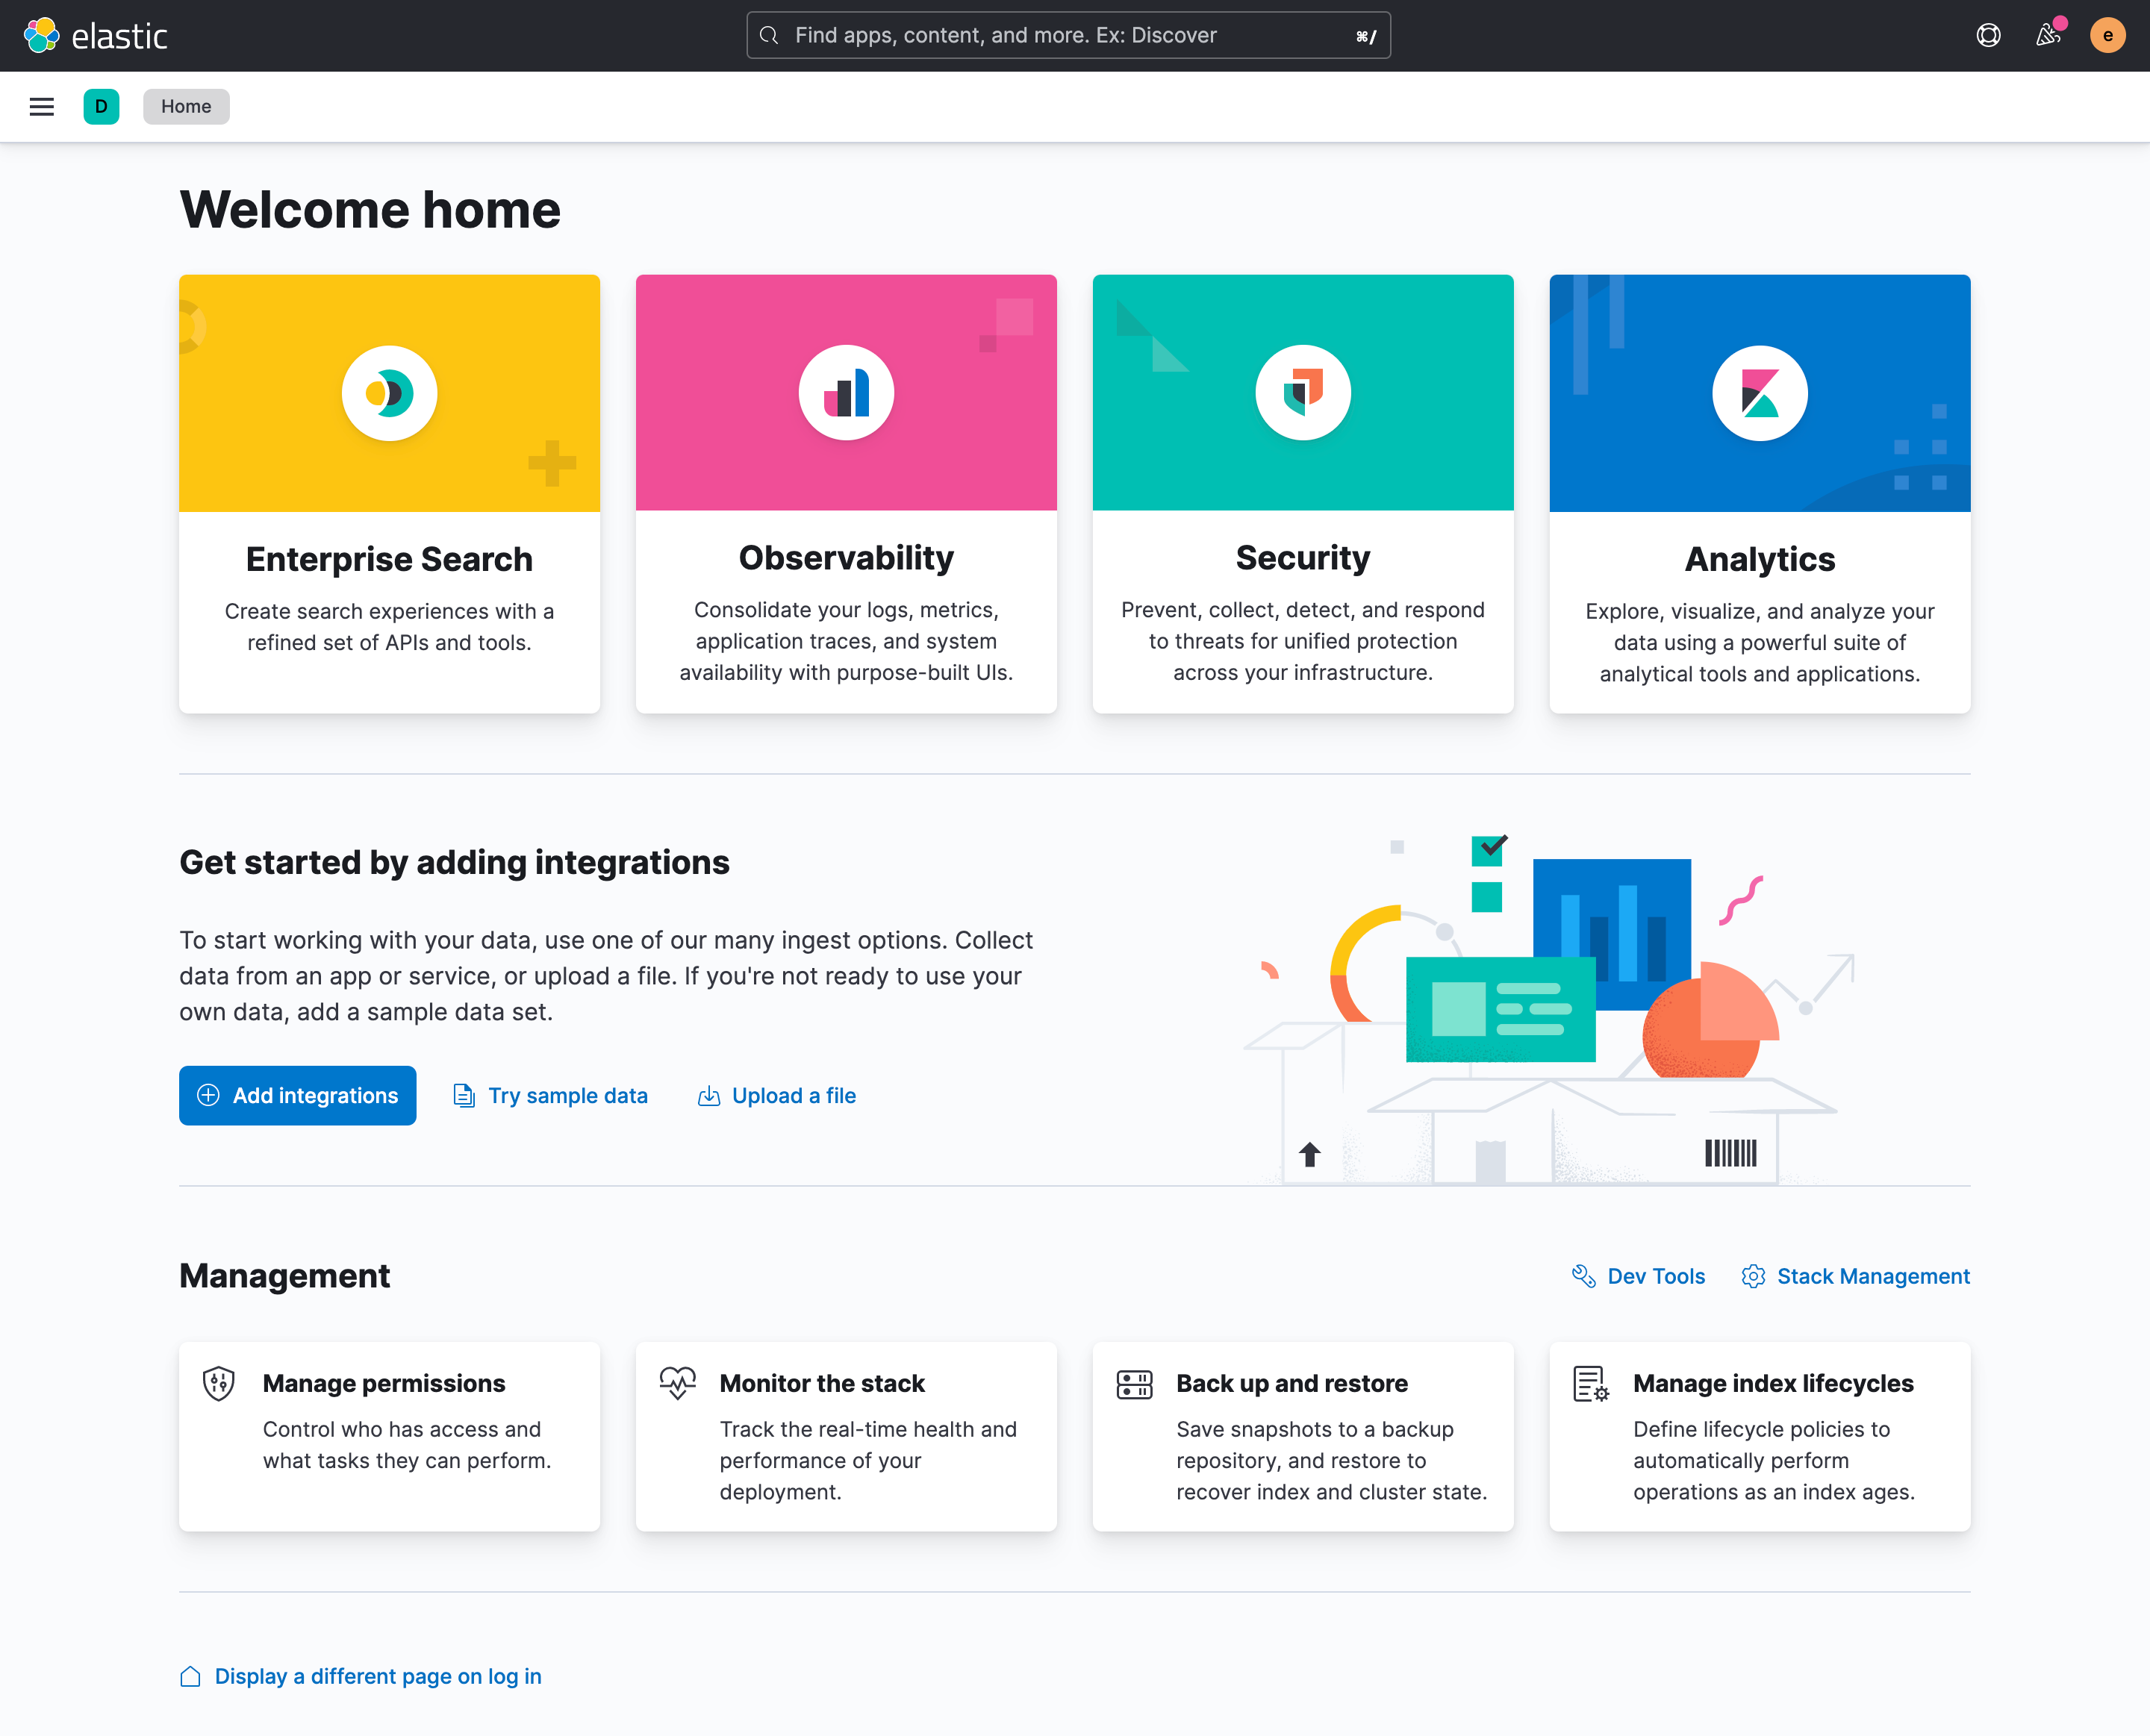 elastic
Find apps, content, and more. Ex: Discover
⌘/
e
D
Home
Welcome home
Enterprise Search
Create search experiences with a
refined set of APIs and tools.
Observability
Consolidate your logs, metrics,
application traces, and system
availability with purpose-built UIs.
Security
Prevent, collect, detect, and respond
to threats for unified protection
across your infrastructure.
Analytics
Explore, visualize, and analyze your
data using a powerful suite of
analytical tools and applications.
Get started by adding integrations
To start working with your data, use one of our many ingest options. Collect
data from an app or service, or upload a file. If you're not ready to use your
own data, add a sample data set.
Add integrations
Try sample data
Upload a file
Management
Dev Tools
Stack Management
Manage permissions
Control who has access and
what tasks they can perform.
Monitor the stack
Track the real-time health and
performance of your
deployment.
Back up and restore
Save snapshots to a backup
repository, and restore to
recover index and cluster state.
Manage index lifecycles
Define lifecycle policies to
automatically perform
operations as an index ages.
Display a different page on log in